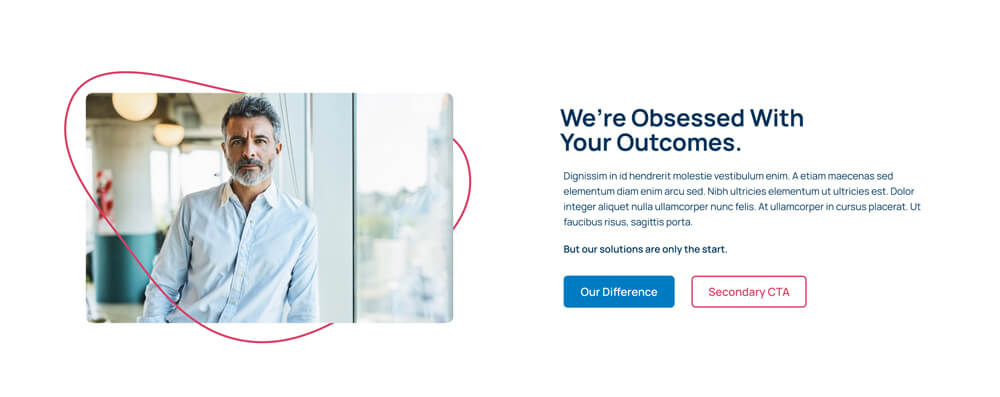 We’re Obsessed With
Your Outcomes.
Dignissim in id hendrerit molestie vestibulum enim. A etiam maecenas sed
elementum diam enim arcu sed. Nibh ultricies elementum ut ultricies est. Dolor
integer aliquet nulla ullamcorper nunc felis. At ullamcorper in cursus placerat. Ut
faucibus risus, sagittis porta.
But our solutions are only the start.
Our Difference
Secondary CTA